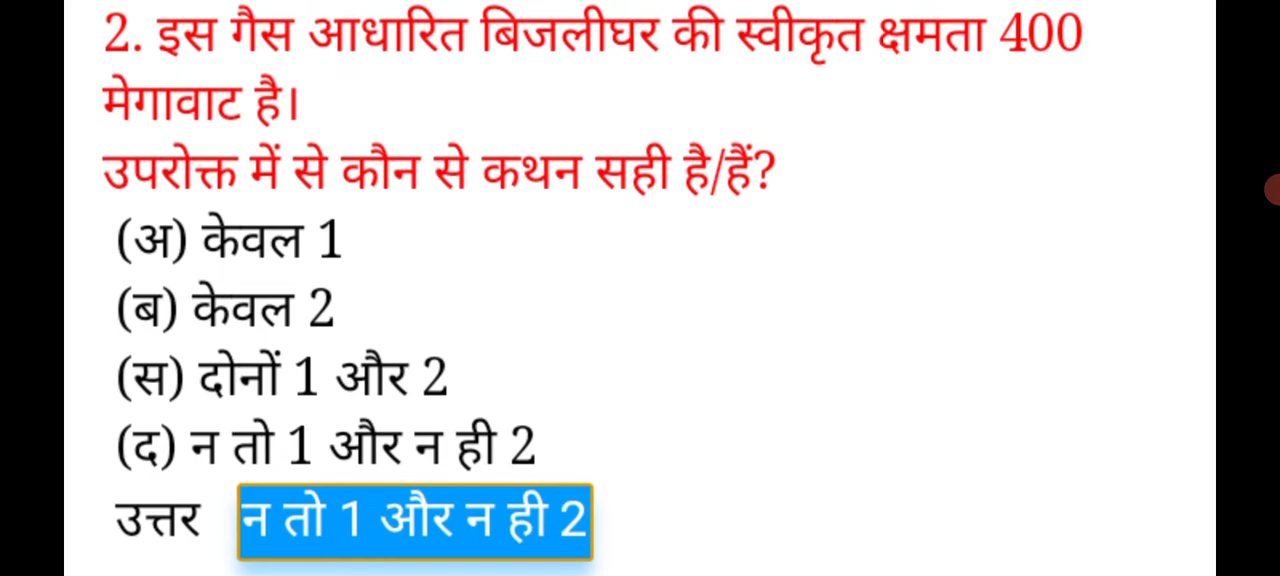 2. इस गैस आधारित बिजलीघर की स्वीकृत क्षमता 400
मेगावाट है।
उपरोक्त में से कौन से कथन सही है/हैं?
(अ) केवल 1
(ब) केवल 2
(स) दोनों 1 और 2
(द) न तो 1 और न ही 2
उत्तर न तो 1 और न ही 2